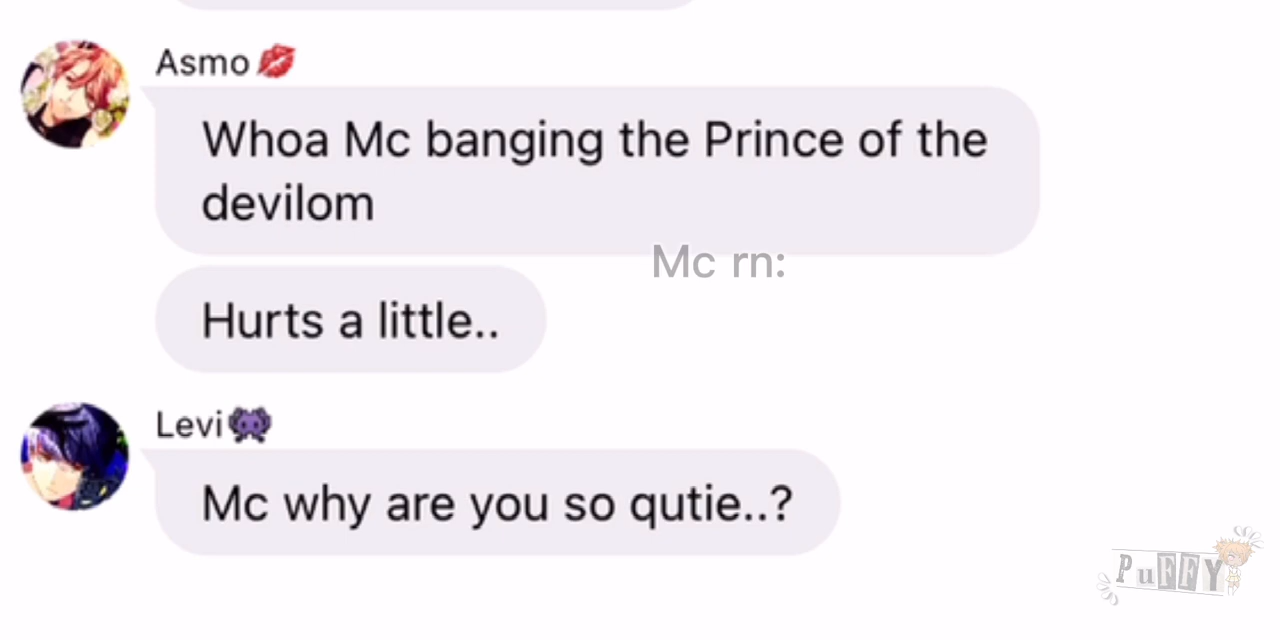 Asmo💋
Whoa Mc banging the Prince of the
devilom
Mc rn:
Hurts a little..
Levi👾
Mc why are you so qutie..?
PuFFY